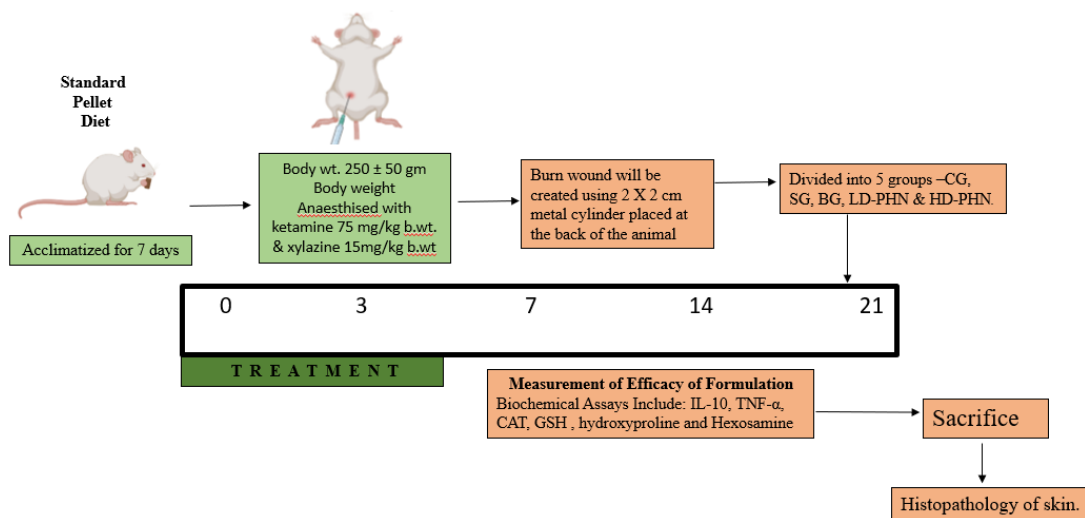 Standard
Pellet
Diet
Acclimatized for 7 days
Body wt. 250 ± 50 gm
Body weight
Anaesthised with
ketamine 75 mg/kg b.wt.
& xylazine 15mg/kg b.wt
Burn wound will be
created using 2 X 2 cm
metal cylinder placed at
the back of the animal
Divided into 5 groups –CG,
SG, BG, LD-PHN & HD-PHN.
0 3 7 14 21
TREATMENT
Measurement of Efficacy of Formulation
Biochemical Assays Include: IL-10, TNF-α,
CAT, GSH , hydroxyproline and Hexosamine
Sacrifice
Histopathology of skin.